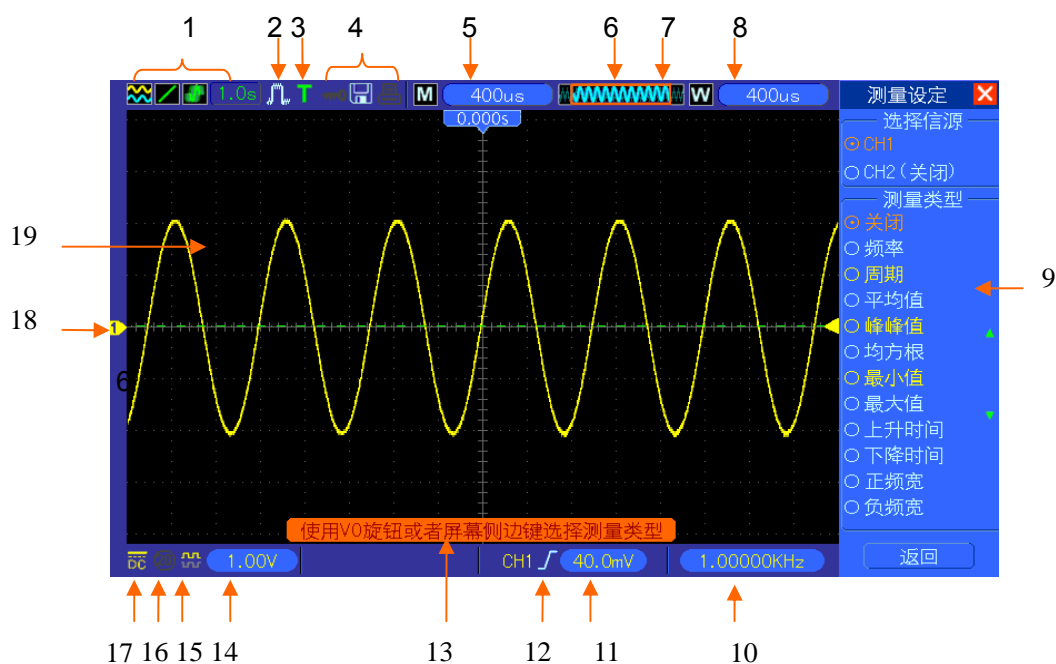 1 2 3 4 5 6 7 8
1.0s T M 400us W 400us
0.000s
测量设定
选择信源
CH1
CH2(关闭)
测量类型
关闭
频率
周期
平均值
峰峰值
均方根
最小值
最大值
上升时间
下降时间
正频宽
负频宽
返回
19
18
1
6
9
使用V0旋钮或者屏幕侧边键选择测量类型
DC 1.00V CH1 40.0mV 1.00000KHz
17 16 15 14 13 12 11 10